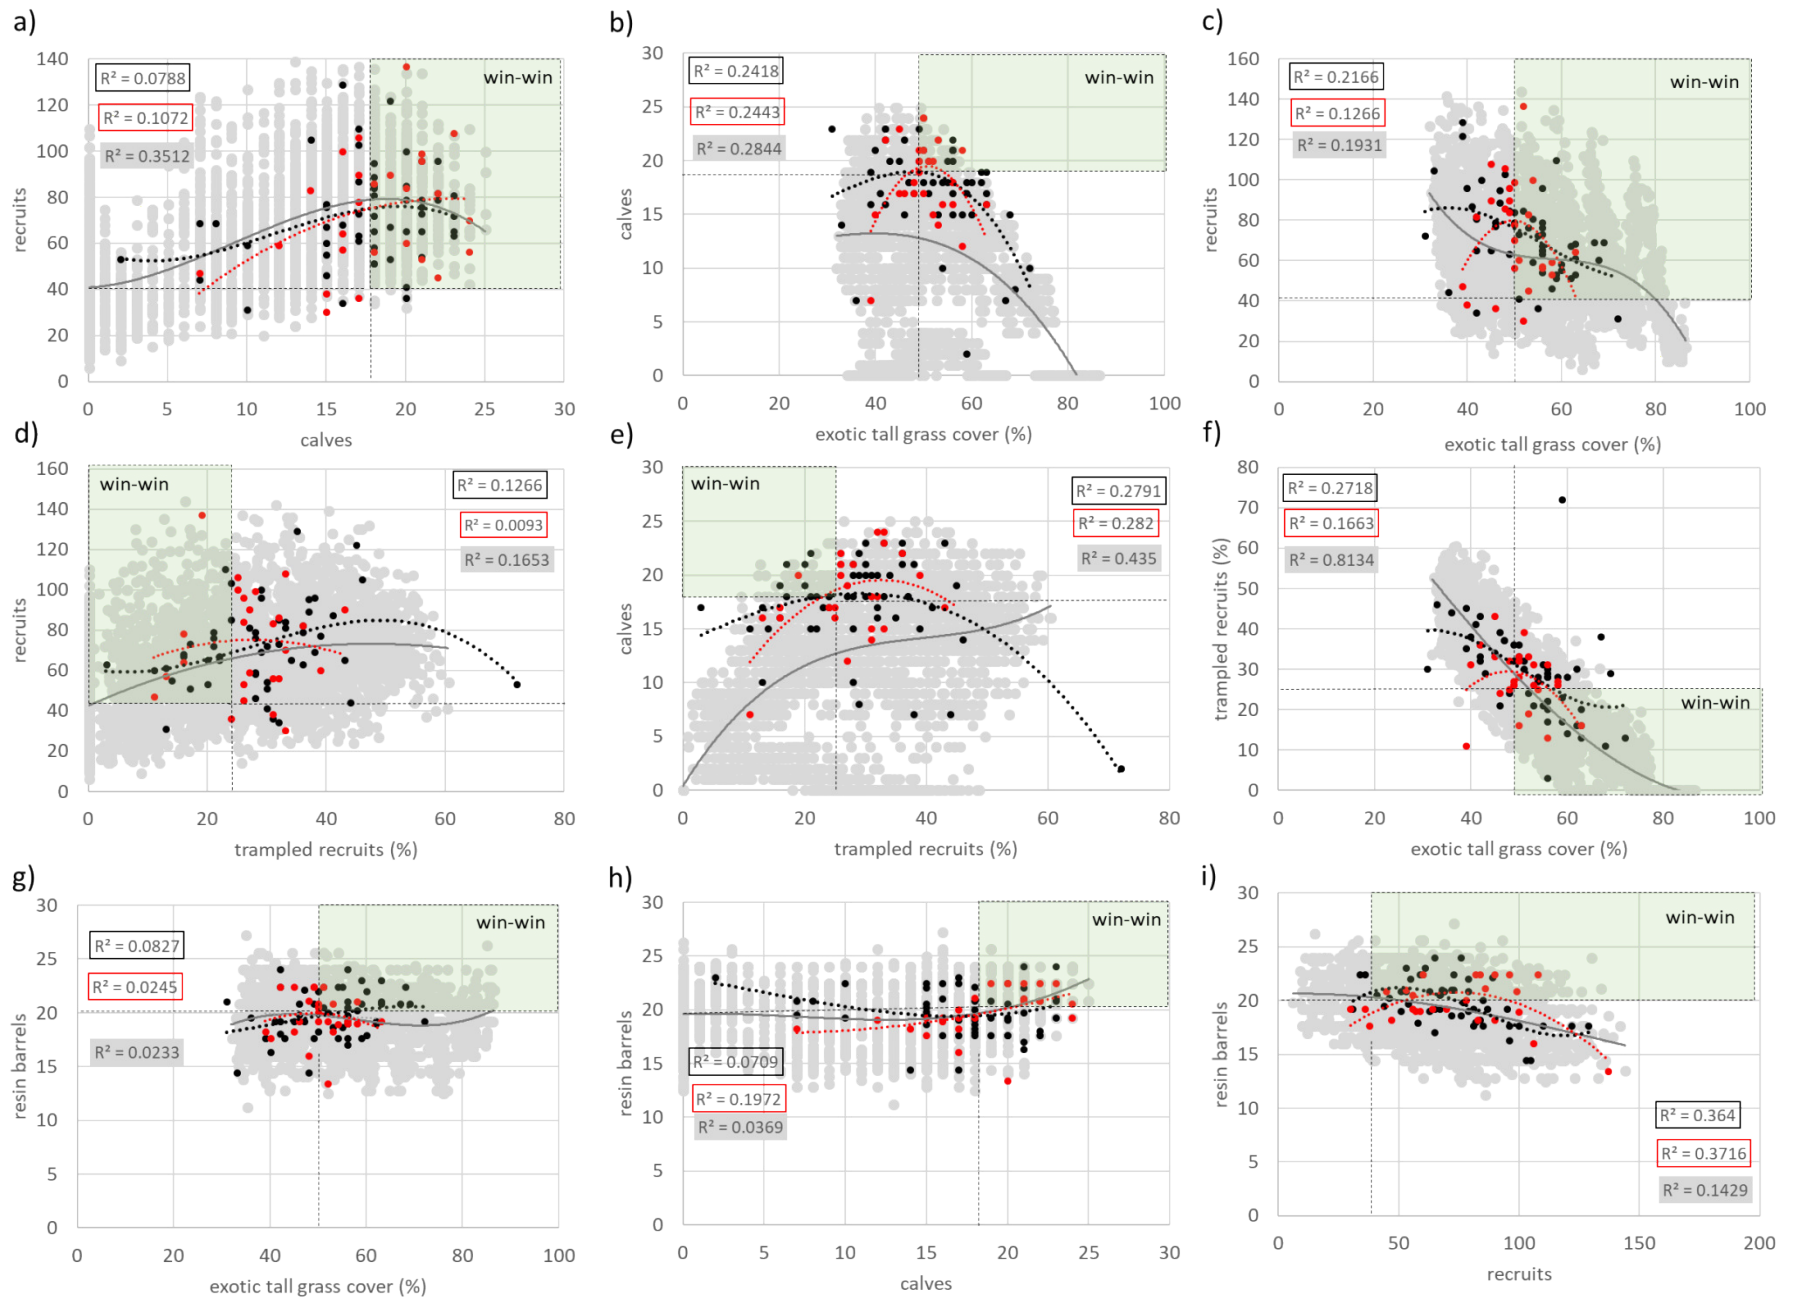 a)
140
120
100
80
60
40
20
0
recruits
R² = 0.0788
R² = 0.1072
R² = 0.3512
win-win
0 5 10 15 20 25 30
calves
b)
30
25
20
15
10
5
0
calves
R² = 0.2418
R² = 0.2443
R² = 0.2844
win-win
0 20 40 60 80 100
exotic tall grass cover (%)
c)
160
140
120
100
80
60
40
20
0
recruits
R² = 0.2166
R² = 0.1266
R² = 0.1931
win-win
0 20 40 60 80 100
exotic tall grass cover (%)
d)
160
140
120
100
80
60
40
20
0
recruits
win-win
R² = 0.1266
R² = 0.0093
R² = 0.1653
0 20 40 60 80
trampled recruits (%)
e)
30
25
20
15
10
5
0
calves
win-win
R² = 0.2791
R² = 0.282
R² = 0.435
0 20 40 60 80
trampled recruits (%)
f)
80
70
60
50
40
30
20
10
0
trampled recruits (%)
R² = 0.2718
R² = 0.1663
R² = 0.8134
win-win
0 20 40 60 80 100
exotic tall grass cover (%)
g)
30
25
20
15
10
5
0
resin barrels
R² = 0.0827
R² = 0.0245
R² = 0.0233
win-win
0 20 40 60 80 100
exotic tall grass cover (%)
h)
30
25
20
15
10
5
0
resin barrels
win-win
R² = 0.0709
R² = 0.1972
R² = 0.0369
0 5 10 15 20 25 30
calves
i)
30
25
20
15
10
5
0
resin barrels
win-win
R² = 0.364
R² = 0.3716
R² = 0.1429
0 50 100 150 200
recruits